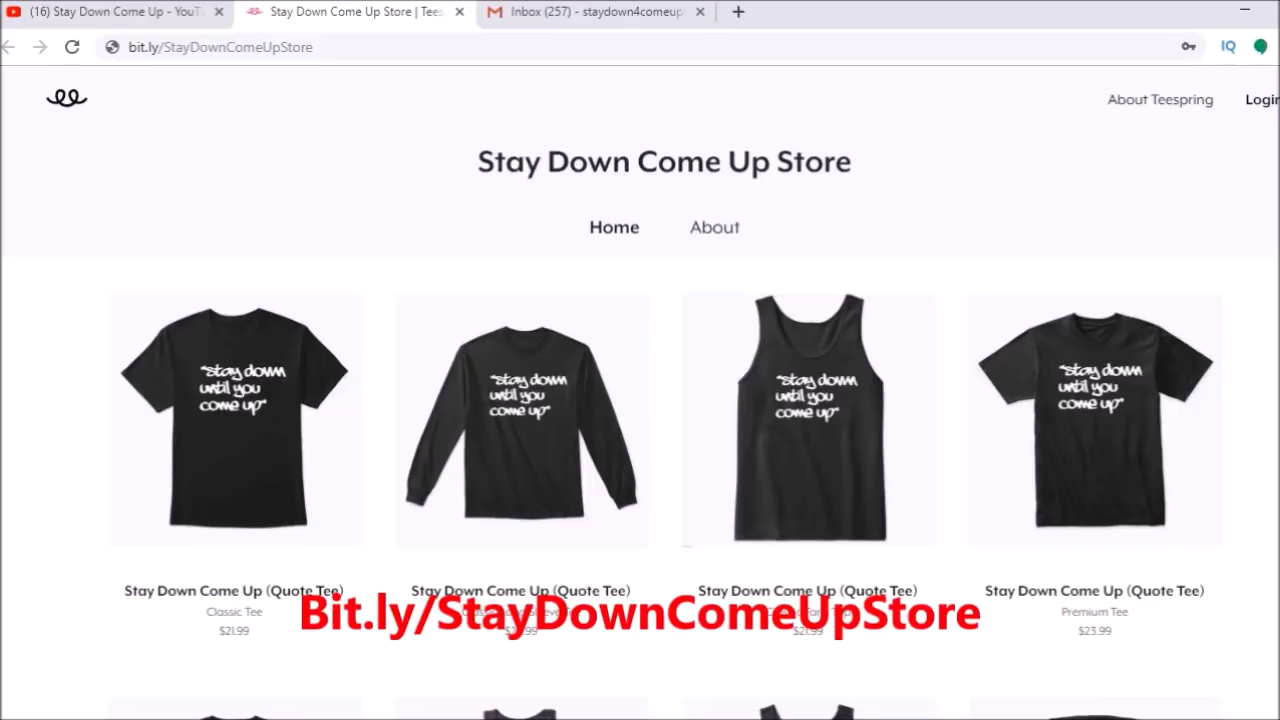 (16) Stay Down Come Up - YouT
Stay Down Come Up Store | Tees
Inbox (257) - staydown4comeup
bit.ly/StayDownComeUpStore
IQ
About Teespring
Login
Stay Down Come Up Store
Home
About
"stay down
until you
come up"
"stay down
until you
come up"
"stay down
until you
come up"
"stay down
until you
come up"
Stay Down Come Up (Quote Tee)
Stay Down Come Up (Quote Tee)
Stay Down Come Up (Quote Tee)
Stay Down Come Up (Quote Tee)
Classic Tee
Premium Tee
Bit.ly/StayDownComeUpStore
$21.99
$21.99
$23.99